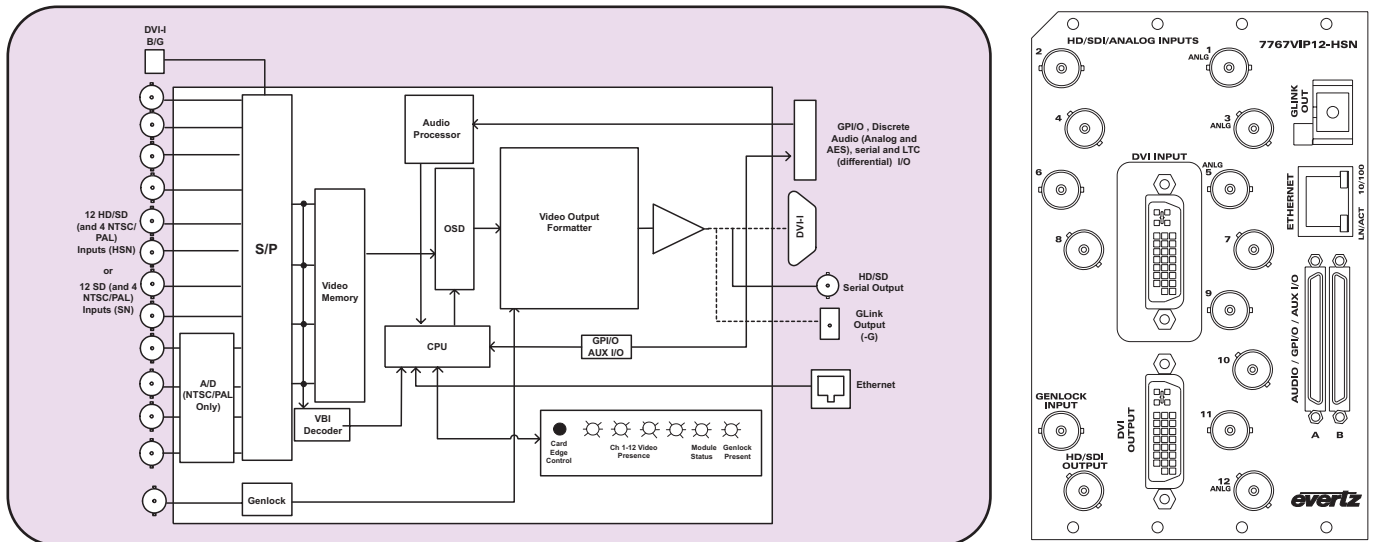 DVI-I
B/G
12 HD/SD
(and 4 NTSC/
PAL)
Inputs (HSN)
or
12 SD (and 4
NTSC/PAL)
Inputs (SN)
S/P
A/D
(NTSC/PAL
Only)
Video
Memory
VBI
Decoder
Genlock
Audio
Processor
OSD
CPU
Video Output
Formatter
GPI/O
AUX I/O
Card
Edge
Control
Ch 1-12 Video
Presence
Module
Status
Genlock
Present
GPI/O , Discrete
Audio (Analog and
AES), serial and LTC
(differential) I/O
DVI-I
HD/SD
Serial Output
GLink
Output
(-G)
Ethernet
HD/SDI/ANALOG INPUTS
7767VIP12-HSN
2
1
ANLG
4
3
ANLG
GLINK
OUT
DVI INPUT
6
ANLG
5
ETHERNET
LN/ACT 10/100
8
7
9
10
AUDIO / GPI/O / AUX I/O
A B
GENLOCK
INPUT
DVI
OUTPUT
11
HD/SDI
OUTPUT
12
ANLG
evertz